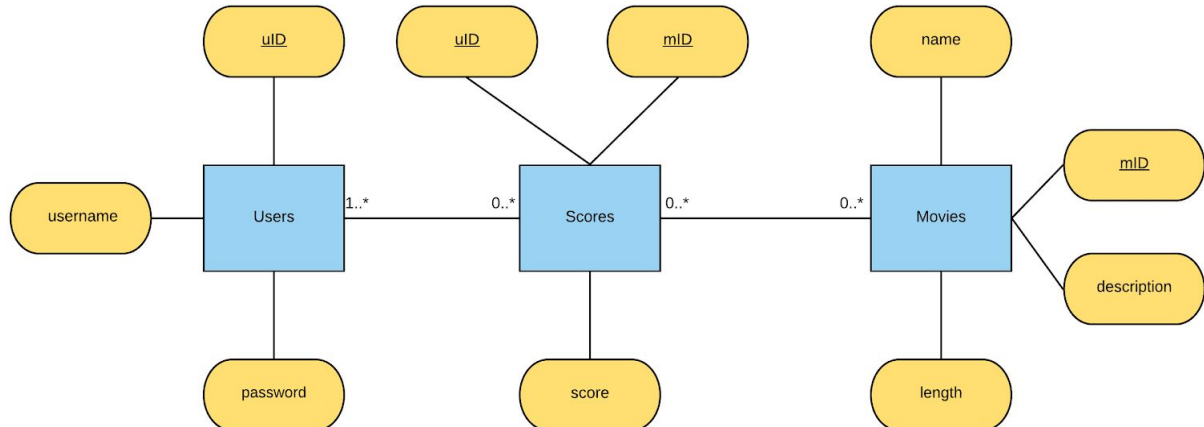 uID
uID
mID
name
mID
username
Users
1..*
0..*
Scores
0..*
0..*
Movies
description
password
score
length